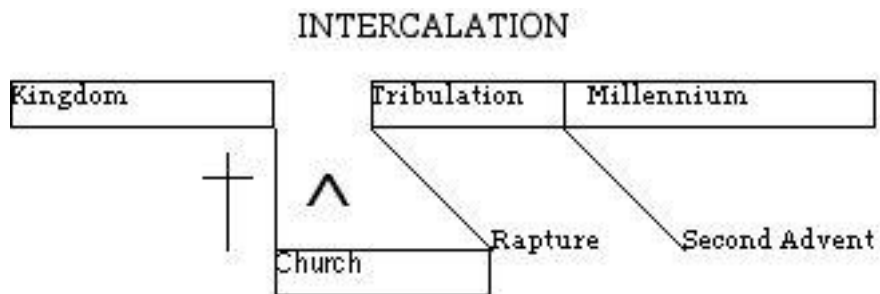 INTERCALATION
Kingdom
Tribulation
Millennium
^
Rapture
Second Advent
Church